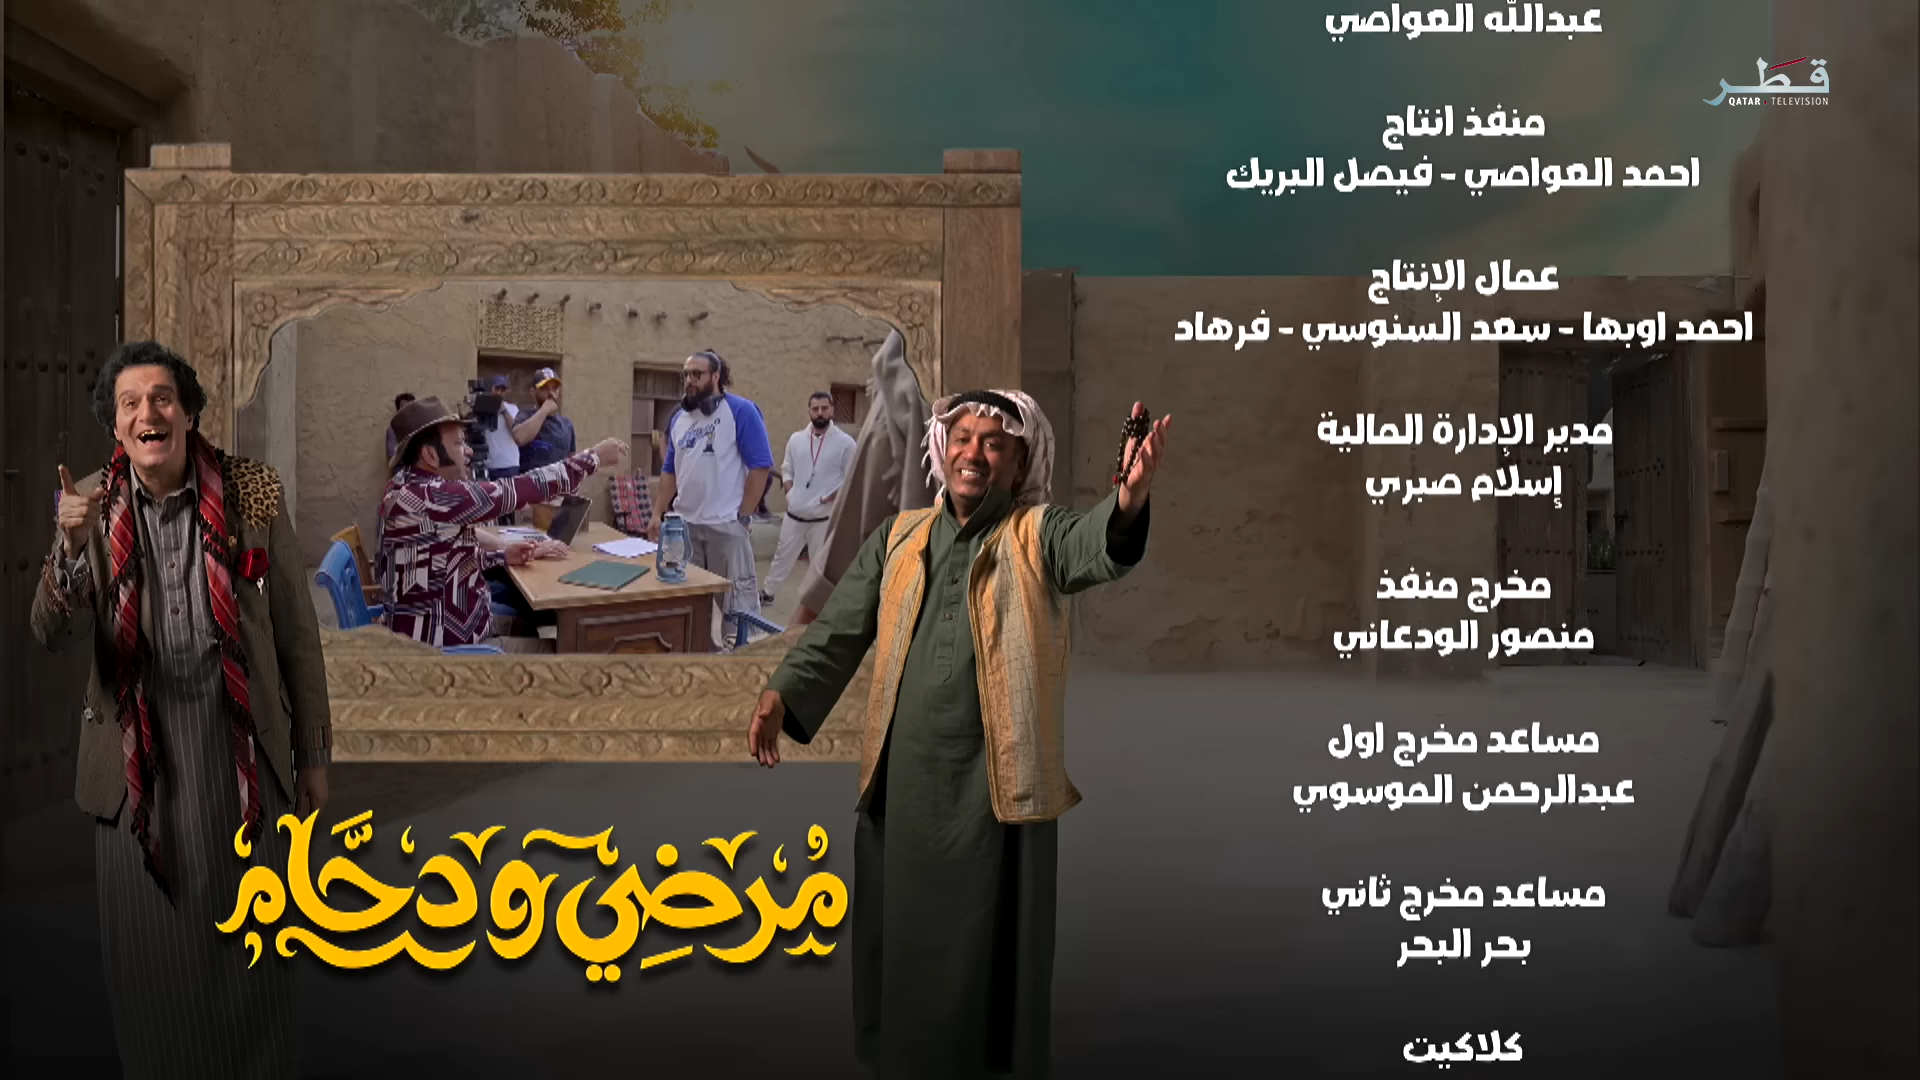 عبدالله العواصي
قطر
QATAR TELEVISION
منفذ انتاج
احمد العواصي - فيصل البريك
عمال الإنتاج
احمد اوبها - سعد السنوسي - فرهاد
مدير الإدارة المالية
إسلام صبري
مخرج منفذ
منصور الودعاني
مساعد مخرج اول
عبدالرحمن الموسوي
مساعد مخرج ثاني
بحر البحر
كلاكيت
مُرضِي ودحَّام